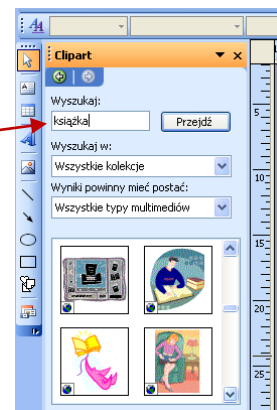 Clipart
Wyszukaj:
książka
Przejdź
Wyszukaj w:
Wszystkie kolekcje
Wyniki powinny mieć postać:
Wszystkie typy multimediów
5
10
15
20
25